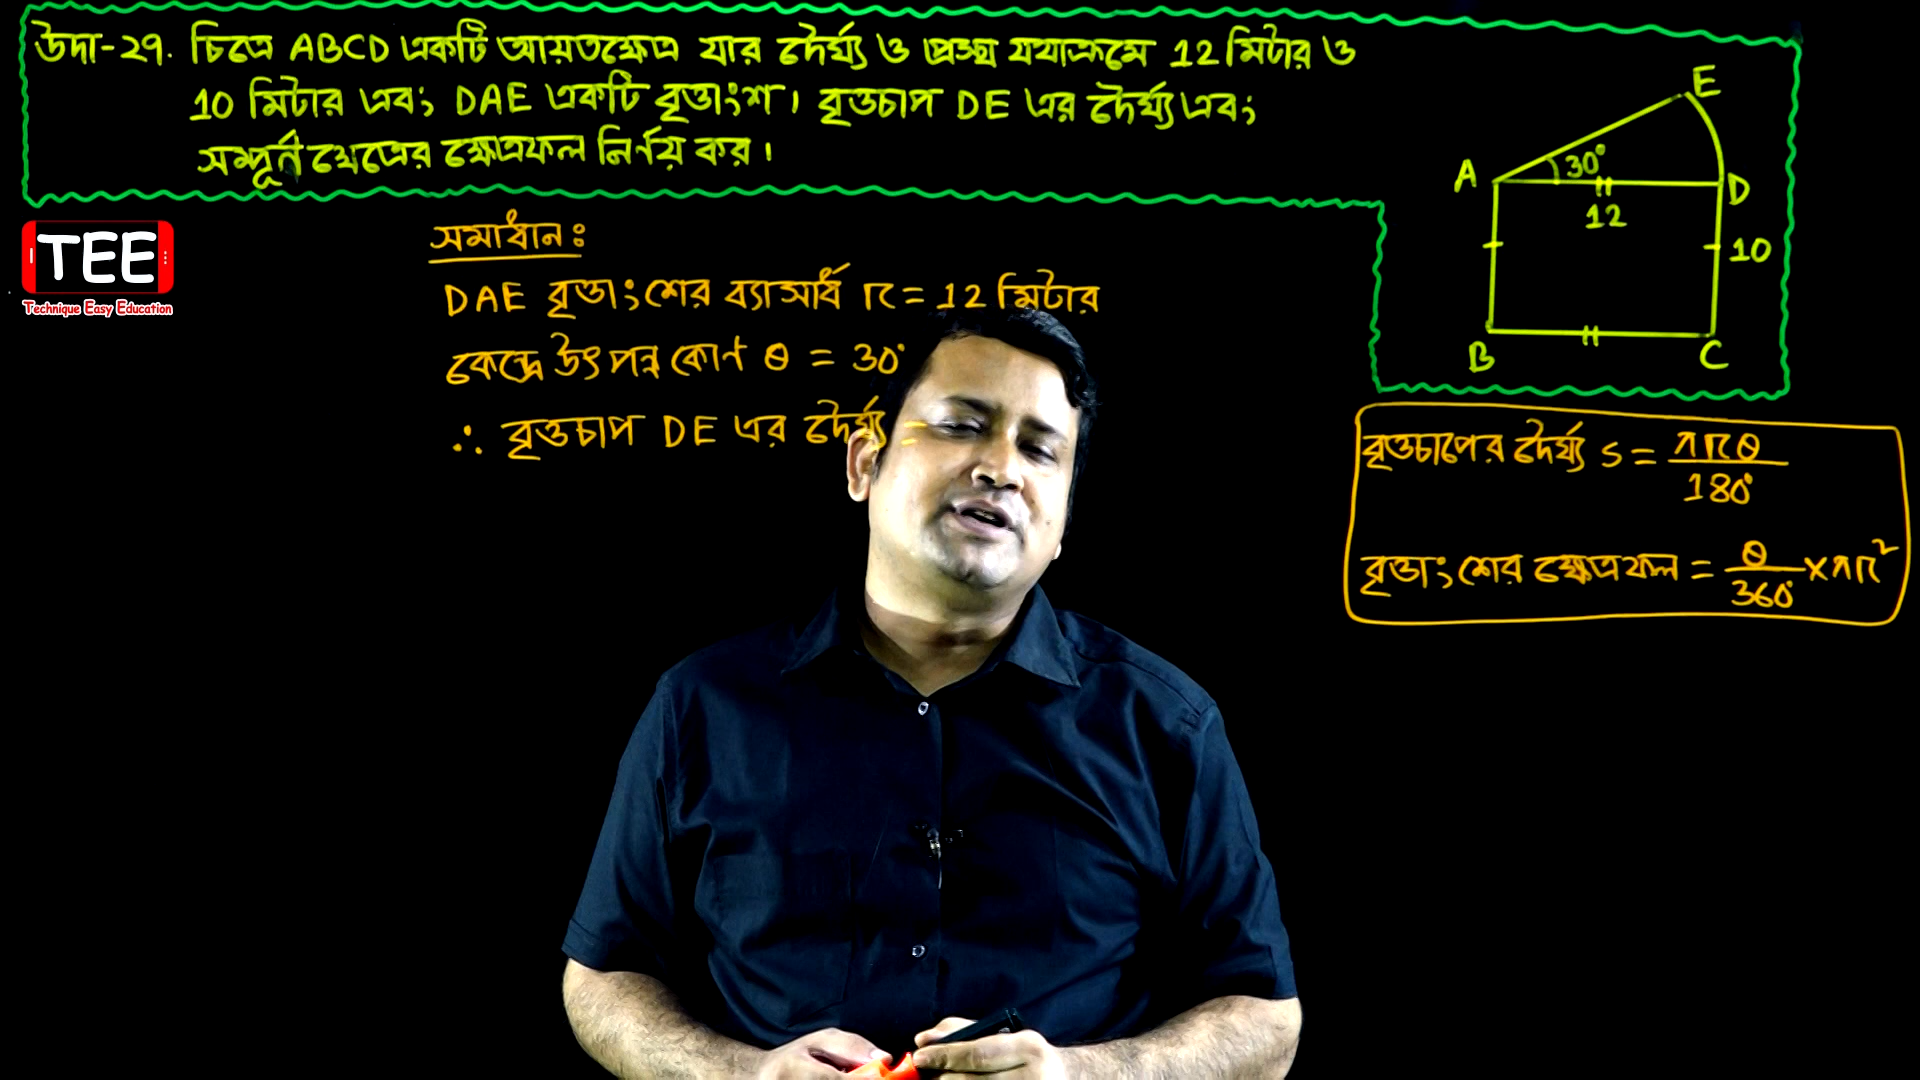 উদা-২৭. চিত্রে ABCD একটি আয়তক্ষেত্র যার দৈর্ঘ্য ও প্রস্থ যথাক্রমে 12 মিটার ও
10 মিটার এবং DAE একটি বৃত্তাংশ। বৃত্তচাপ DE এর দৈর্ঘ্য এবং
সম্পূর্ন খেত্রের ক্ষেত্রফল নির্ণয় কর।
E
A
30°
D
12
10
B
C
TEE
Technique Easy Education
সমাধান:
DAE বৃত্তাংশের ব্যাসার্ধ r = 12 মিটার
কেন্দ্রে উৎপন্ন কোণ θ = 30°
∴ বৃত্তচাপ DE এর দৈর্ঘ্য =
বৃত্তচাপের দৈর্ঘ্য s = πrθ / 180°
বৃত্তাংশের ক্ষেত্রফল = θ / 360° × πr²